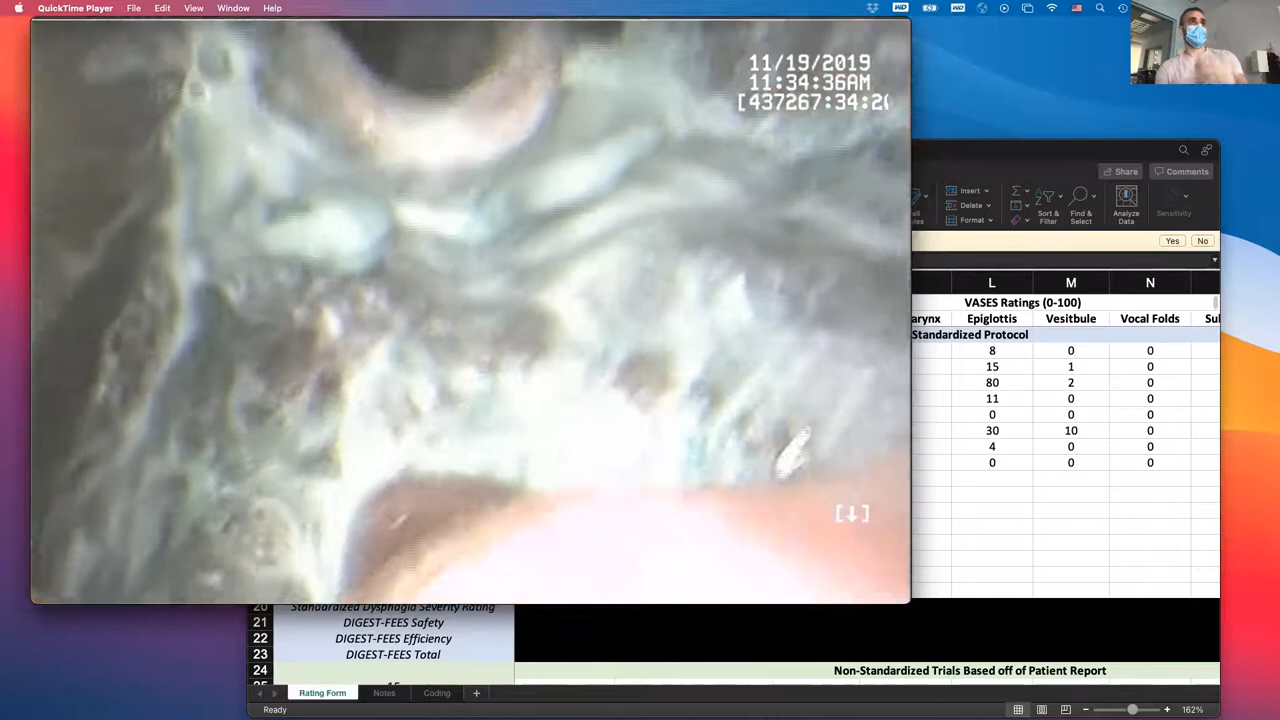 QuickTime Player File Edit View Window Help
11/19/2019
11:34:36AM
[437267:34:20
[↓]
Share Comments
Insert
Delete
Format
Sort & Filter
Find & Select
Analyze Data
Sensitivity
Yes No
L M N
VASES Ratings (0-100)
Epiglottis Vesitbule Vocal Folds
Standardized Protocol
8 0 0
15 1 0
80 2 0
11 0 0
0 0 0
30 10 0
4 0 0
0 0 0
20 Standardized Dysphagia Severity Rating
21 DIGEST-FEES Safety
22 DIGEST-FEES Efficiency
23 DIGEST-FEES Total
24 Non-Standardized Trials Based off of Patient Report
Rating Form Notes Coding +
Ready 162%